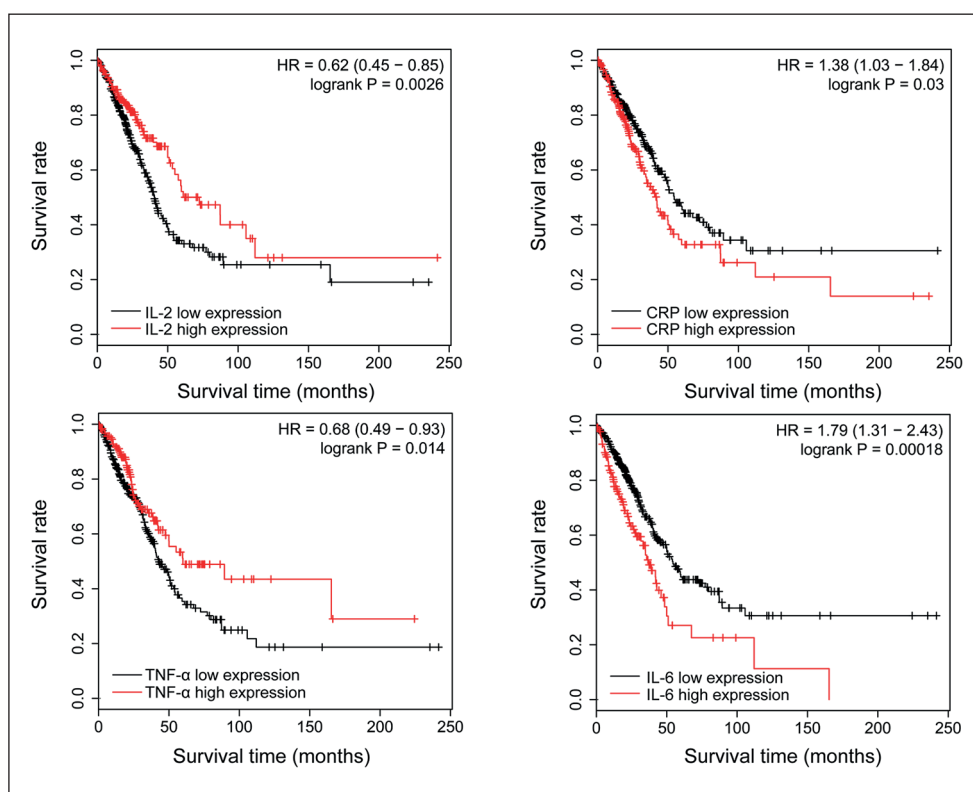 HR = 0.62 (0.45 − 0.85)
logrank P = 0.0026
Survival rate
1.0
0.8
0.6
0.4
0.2
0.0
IL-2 low expression
IL-2 high expression
0 50 100 150 200 250
Survival time (months)
HR = 1.38 (1.03 − 1.84)
logrank P = 0.03
Survival rate
1.0
0.8
0.6
0.4
0.2
0.0
CRP low expression
CRP high expression
0 50 100 150 200 250
Survival time (months)
HR = 0.68 (0.49 − 0.93)
logrank P = 0.014
Survival rate
1.0
0.8
0.6
0.4
0.2
0.0
TNF-α low expression
TNF-α high expression
0 50 100 150 200 250
Survival time (months)
HR = 1.79 (1.31 − 2.43)
logrank P = 0.00018
Survival rate
1.0
0.8
0.6
0.4
0.2
0.0
IL-6 low expression
IL-6 high expression
0 50 100 150 200 250
Survival time (months)